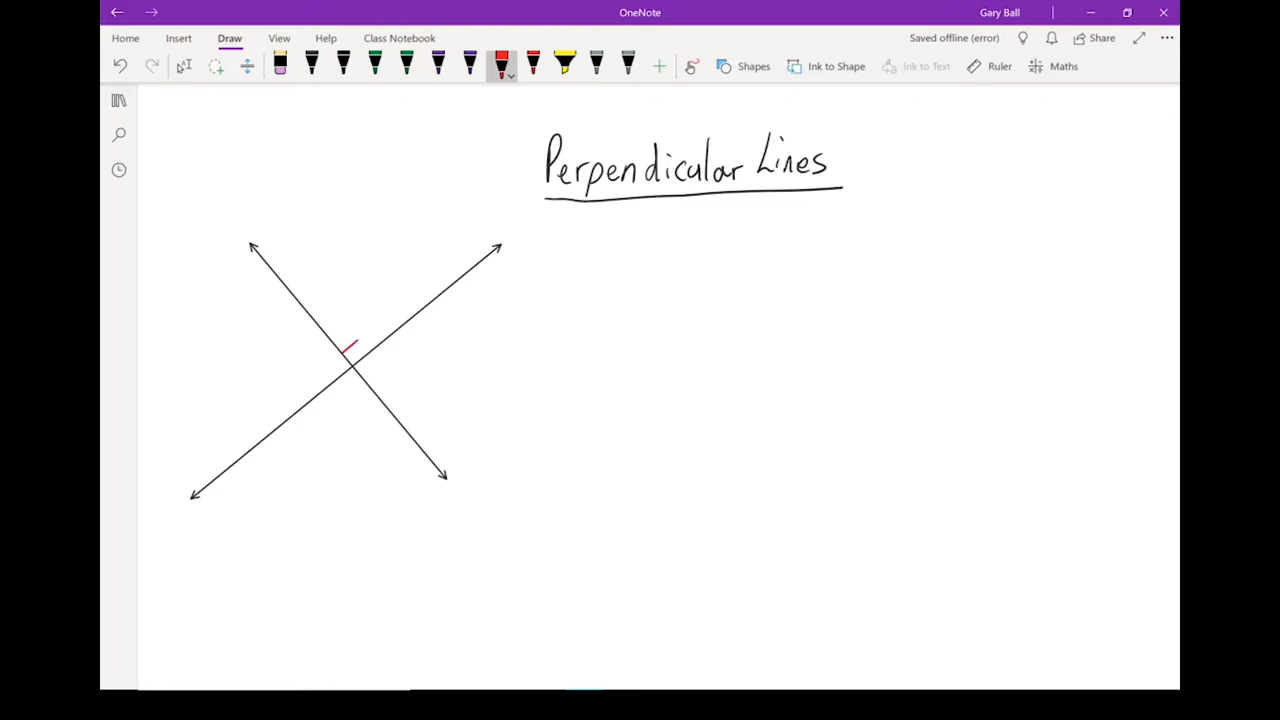 OneNote
Gary Ball
Home Insert Draw View Help Class Notebook
Saved offline (error) Share
Shapes Ink to Shape Ink to Text Ruler Maths
Perpendicular Lines